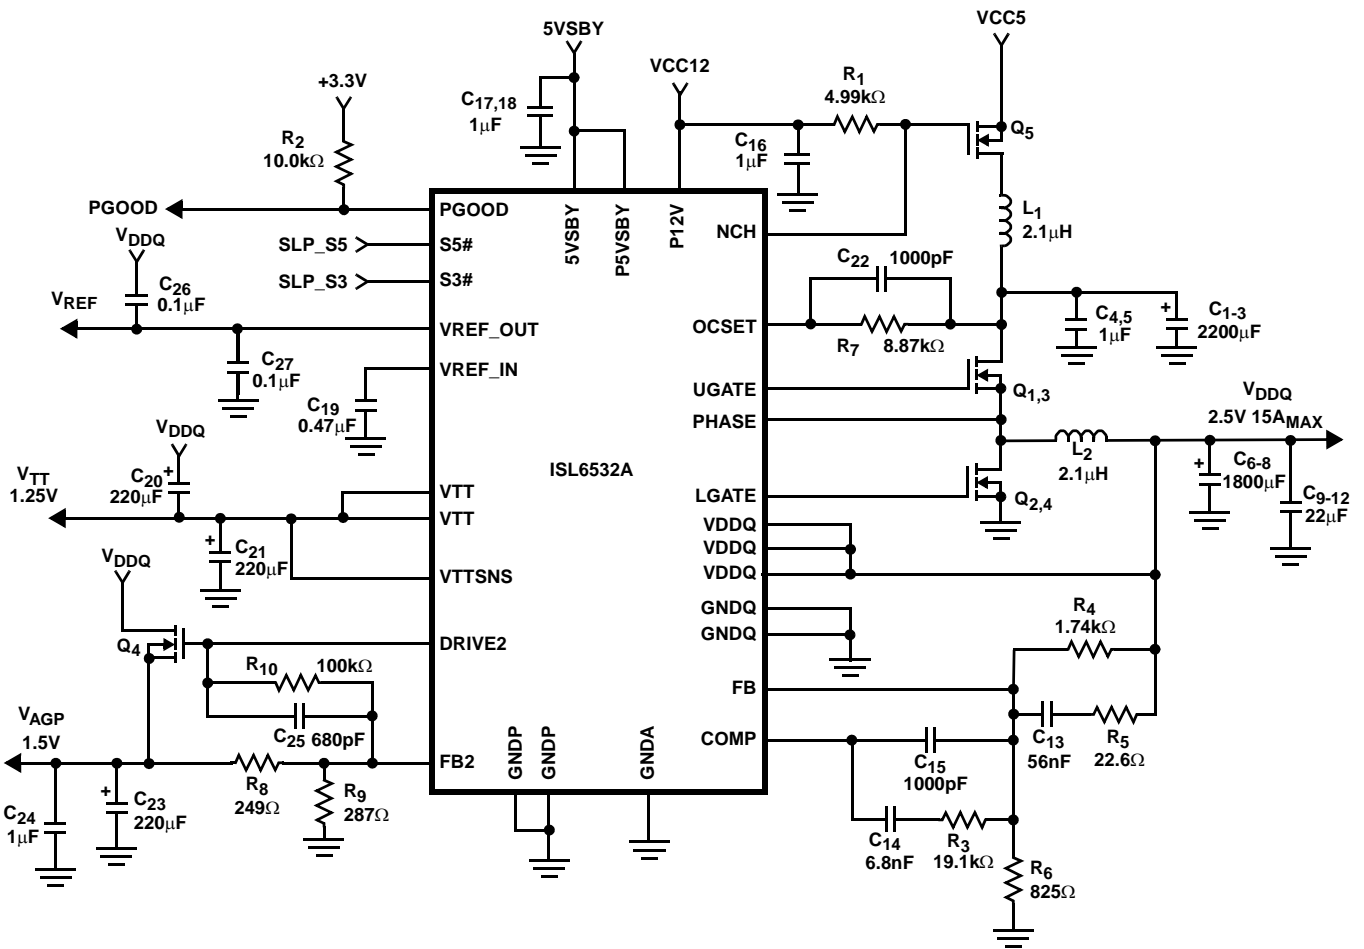 VCC5
5VSBY
VCC12
+3.3V
R1
4.99kΩ
C17,18
1µF
Q5
R2
10.0kΩ
C16
1µF
PGOOD
PGOOD
5VSBY
P5VSBY
P12V
NCH
L1
2.1µH
VDDQ
SLP_S5
S5#
SLP_S3
S3#
C22
1000pF
C26
0.1µF
VREF
VREF_OUT
OCSET
R7
8.87kΩ
C4,5
1µF
C1-3
2200µF
C27
0.1µF
VREF_IN
UGATE
Q1,3
VDDQ
2.5V 15AMAX
C19
0.47µF
PHASE
VDDQ
L2
2.1µH
ISL6532A
VTT
1.25V
C20
220µF
VTT
VTT
LGATE
Q2,4
C6-8
1800µF
C9-12
22µF
VDDQ
VDDQ
VDDQ
C21
220µF
VDDQ
VTTSNS
GNDQ
GNDQ
R4
1.74kΩ
Q4
DRIVE2
R10
100kΩ
FB
VAGP
1.5V
C25
680pF
COMP
C13
56nF
R5
22.6Ω
FB2
GNDP
GNDP
GNDA
C15
1000pF
R8
249Ω
R9
287Ω
C24
1µF
C23
220µF
C14
6.8nF
R3
19.1kΩ
R6
825Ω